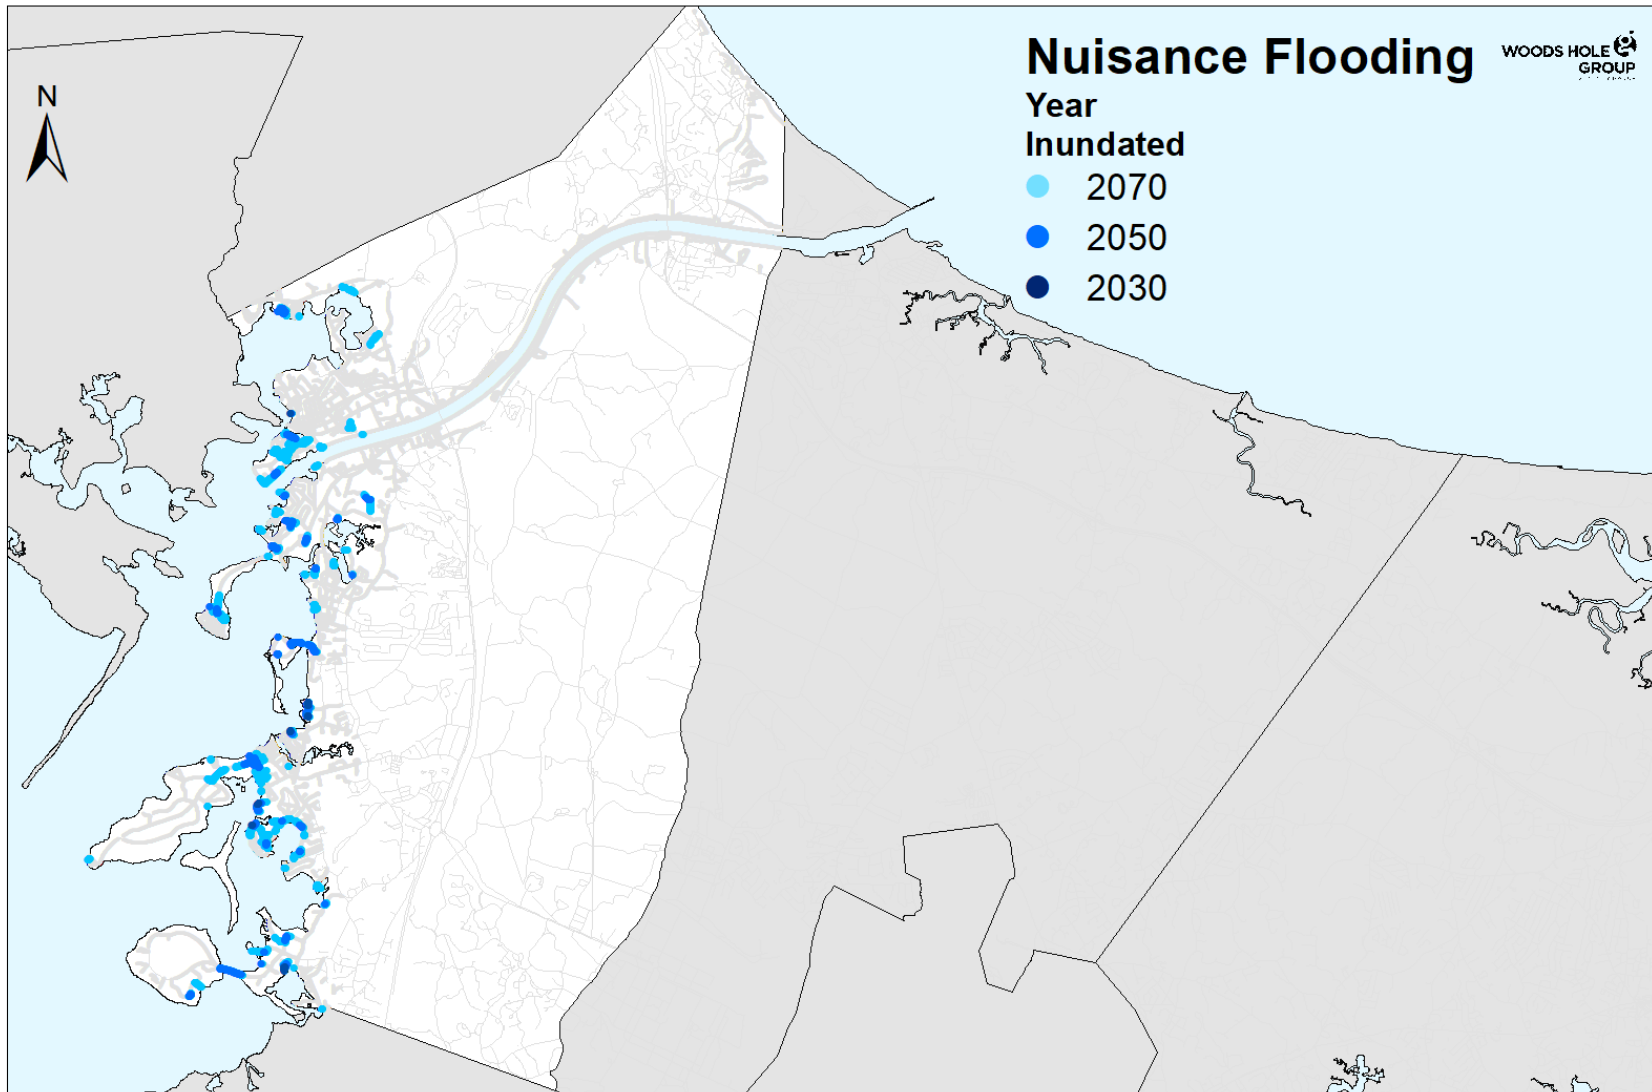 Nuisance Flooding
WOODS HOLE
GROUP
Year
Inundated
2070
2050
2030
N